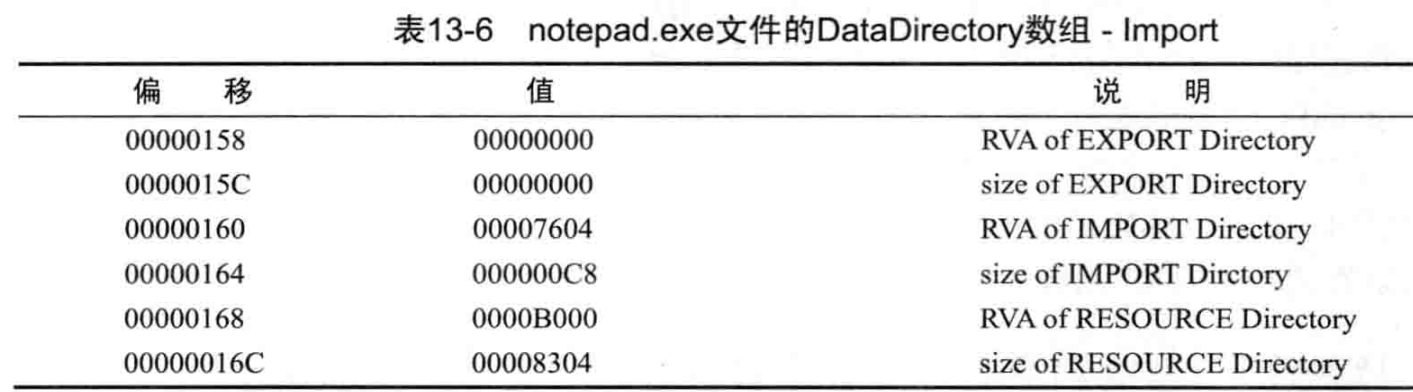 表13-6 notepad.exe文件的DataDirectory数组 - Import
偏 移 值 说 明
00000158 00000000 RVA of EXPORT Directory
0000015C 00000000 size of EXPORT Directory
00000160 00007604 RVA of IMPORT Directory
00000164 000000C8 size of IMPORT Dirctory
00000168 0000B000 RVA of RESOURCE Directory
00000016C 00008304 size of RESOURCE Directory